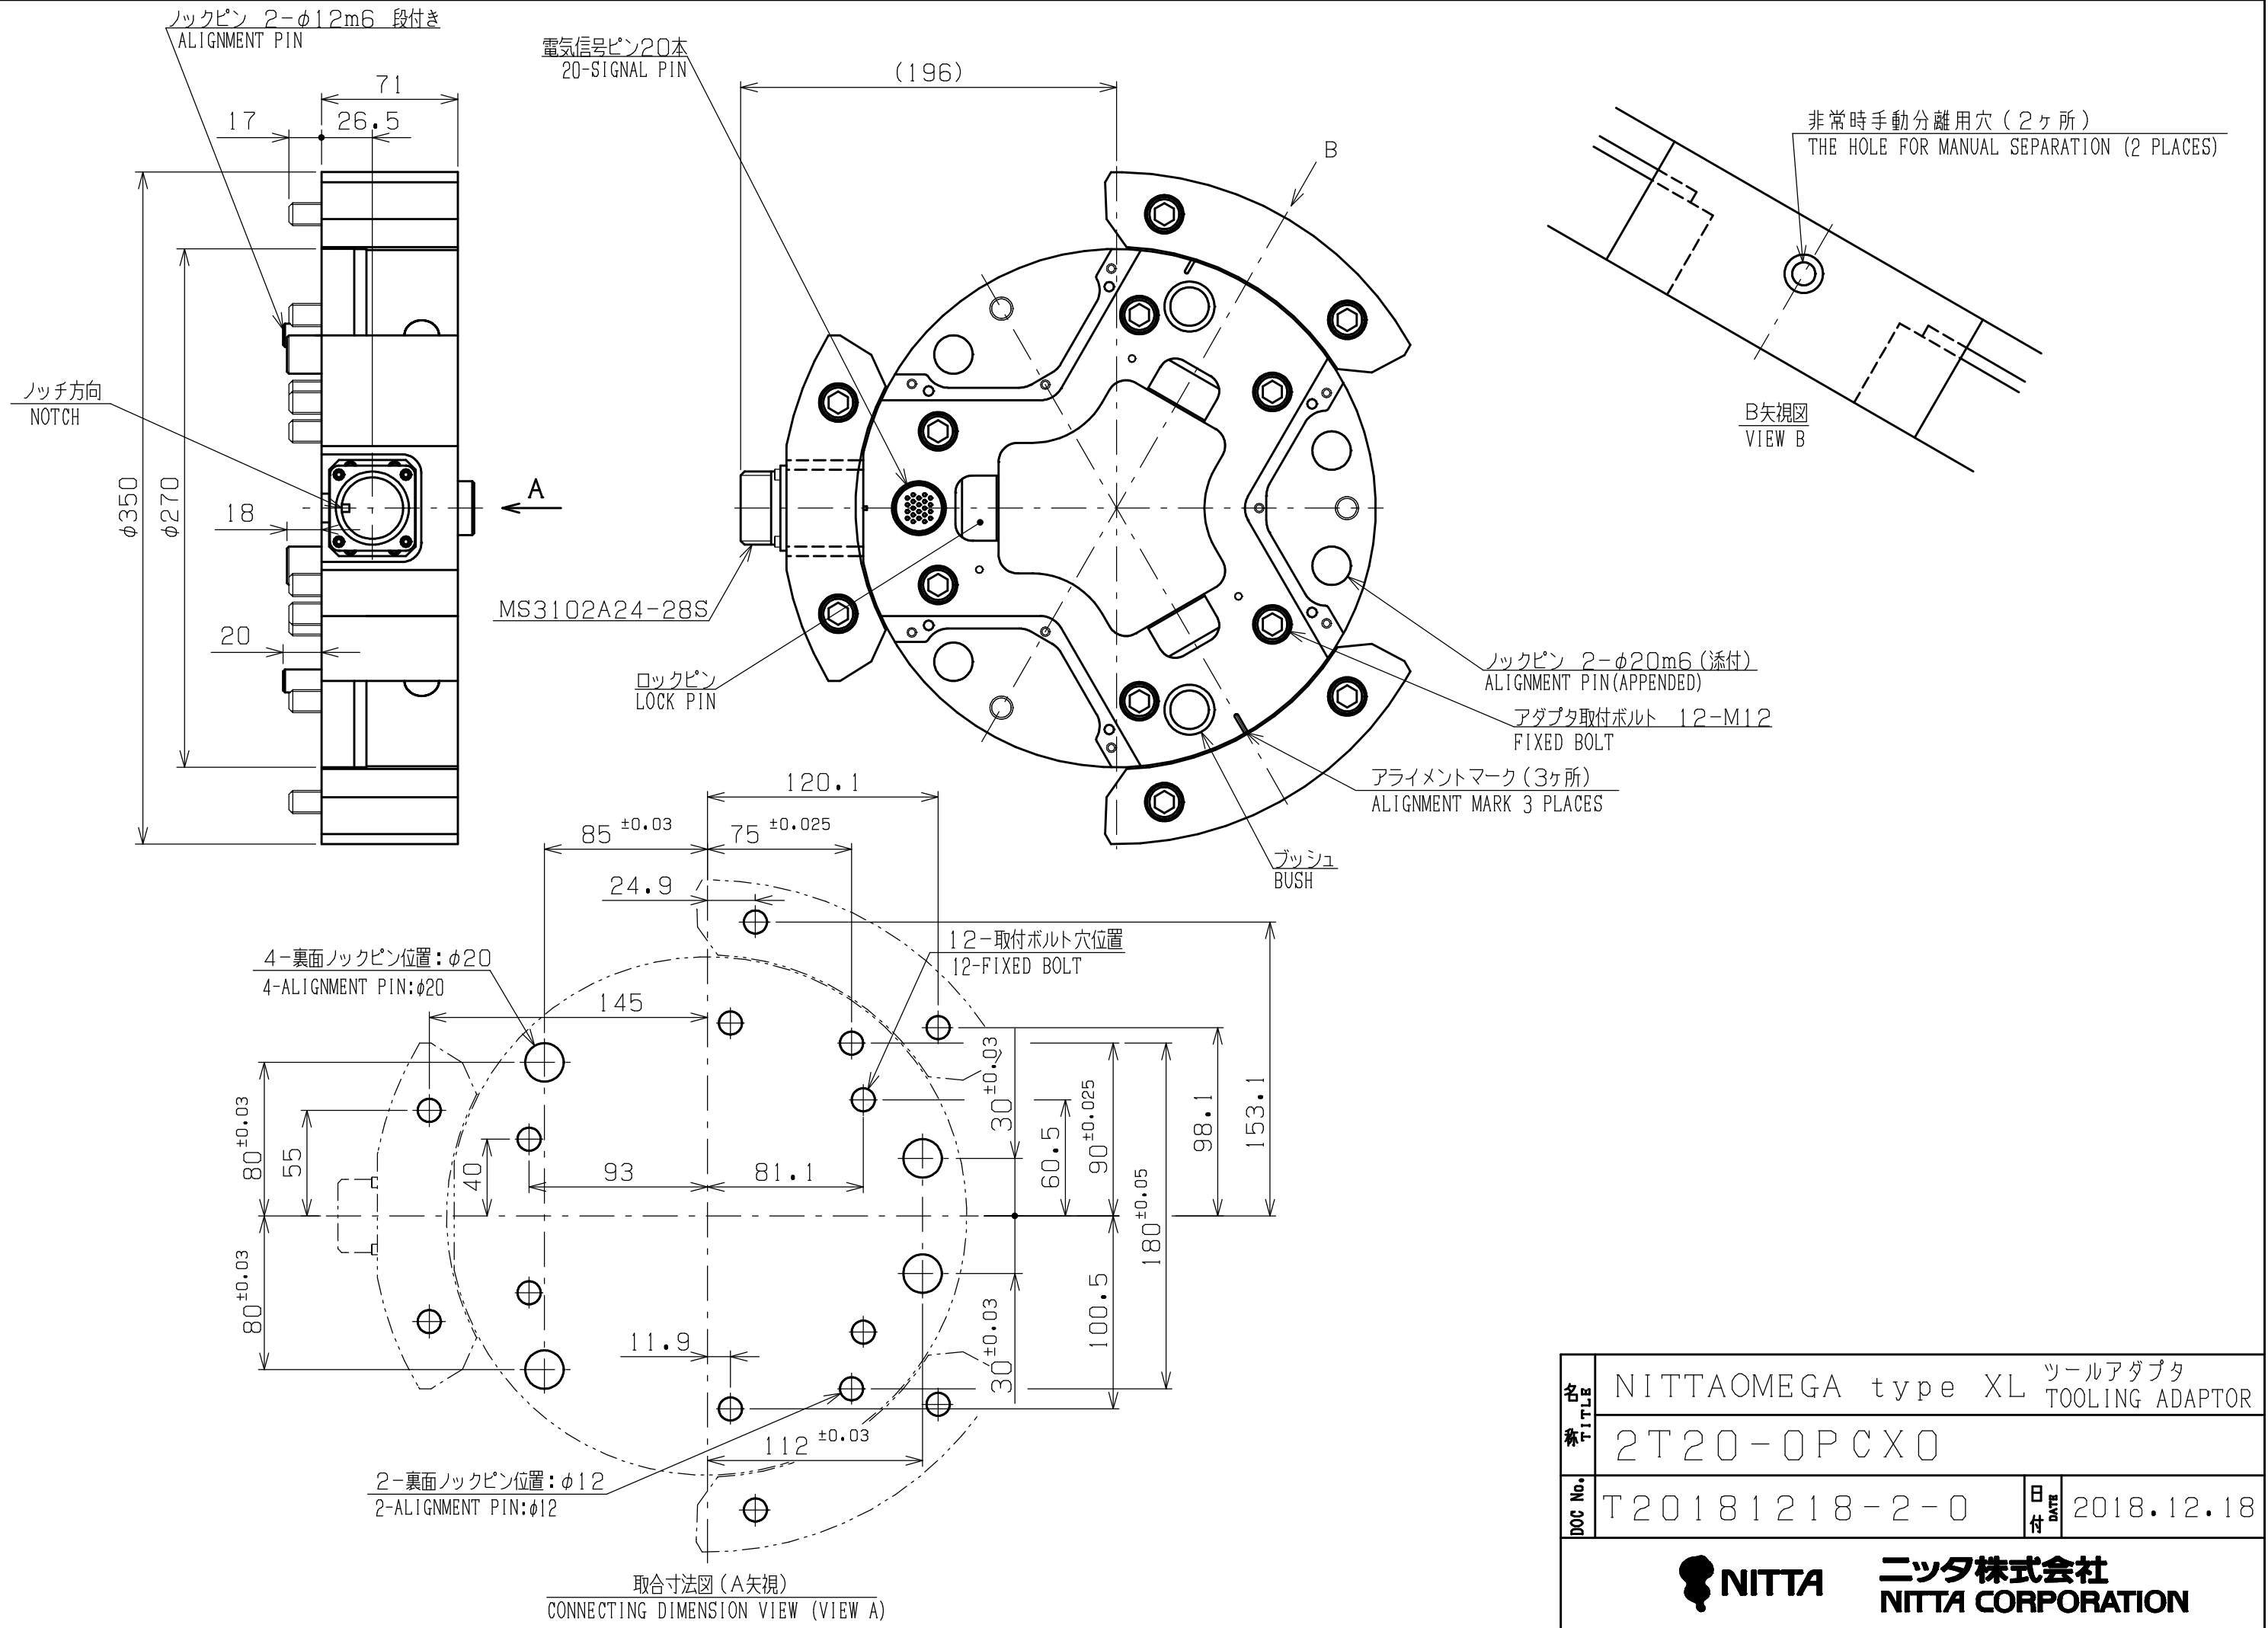 ノックピン 2-φ12m6 段付き
ALIGNMENT PIN
電気信号ピン20本
20-SIGNAL PIN
71
17
26.5
φ350
φ270
ノッチ方向
NOTCH
18
20
A
(196)
B
MS3102A24-28S
ロックピン
LOCK PIN
ノックピン 2-φ20m6(添付)
ALIGNMENT PIN(APPENDED)
アダプタ取付ボルト 12-M12
FIXED BOLT
アライメントマーク(3ヶ所)
ALIGNMENT MARK 3 PLACES
ブッシュ
BUSH
非常時手動分離用穴(2ヶ所)
THE HOLE FOR MANUAL SEPARATION (2 PLACES)
B矢視図
VIEW B
120.1
85 ±0.03
75 ±0.025
24.9
4-裏面ノックピン位置:φ20
4-ALIGNMENT PIN:φ20
12-取付ボルト穴位置
12-FIXED BOLT
145
80±0.03
55
40
93
81.1
30±0.03
60.5
90±0.025
98.1
153.1
180±0.05
80±0.03
11.9
100.5
30±0.03
112 ±0.03
2-裏面ノックピン位置:φ12
2-ALIGNMENT PIN:φ12
取合寸法図(A矢視)
CONNECTING DIMENSION VIEW (VIEW A)
名称 TITLE
NITTAOMEGA type XL ツールアダプタ
TOOLING ADAPTOR
2T20-0PCX0
DOC No.
T20181218-2-0
日付 DATE
2018.12.18
NITTA
ニッタ株式会社
NITTA CORPORATION